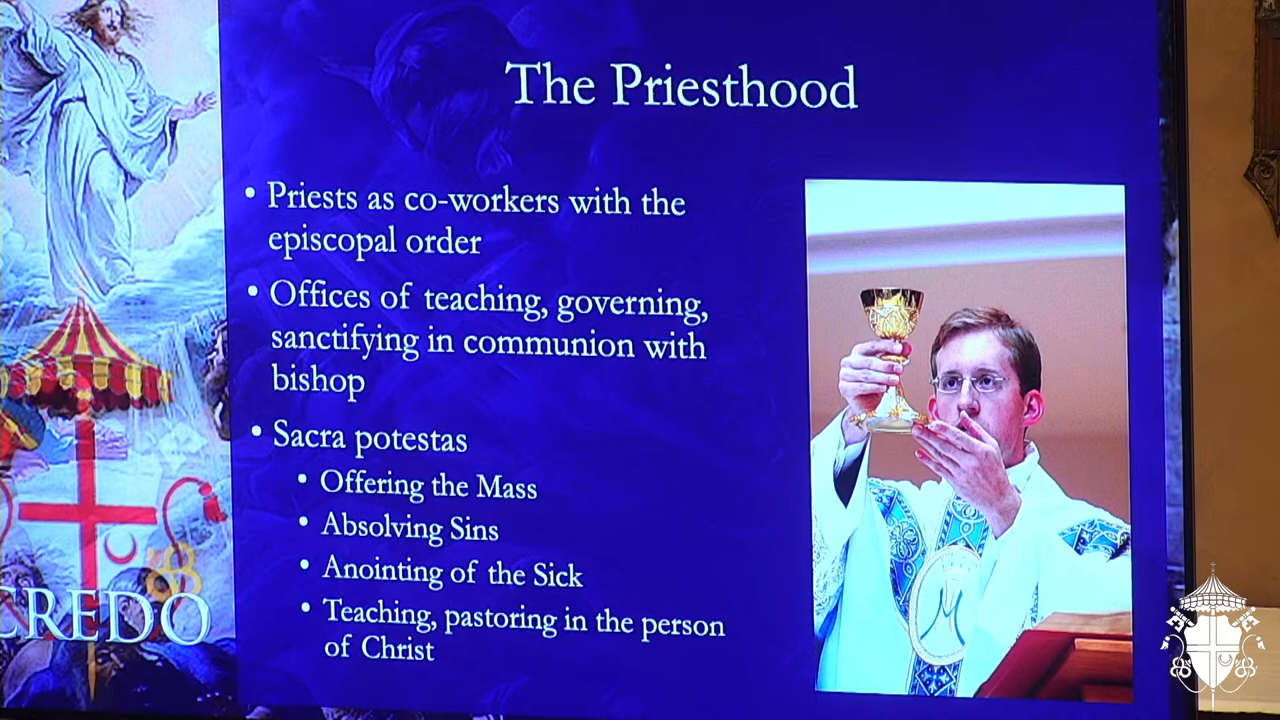 The Priesthood
• Priests as co-workers with the
episcopal order
• Offices of teaching, governing,
sanctifying in communion with
bishop
• Sacra potestas
• Offering the Mass
• Absolving Sins
• Anointing of the Sick
• Teaching, pastoring in the person
of Christ
CREDO
M